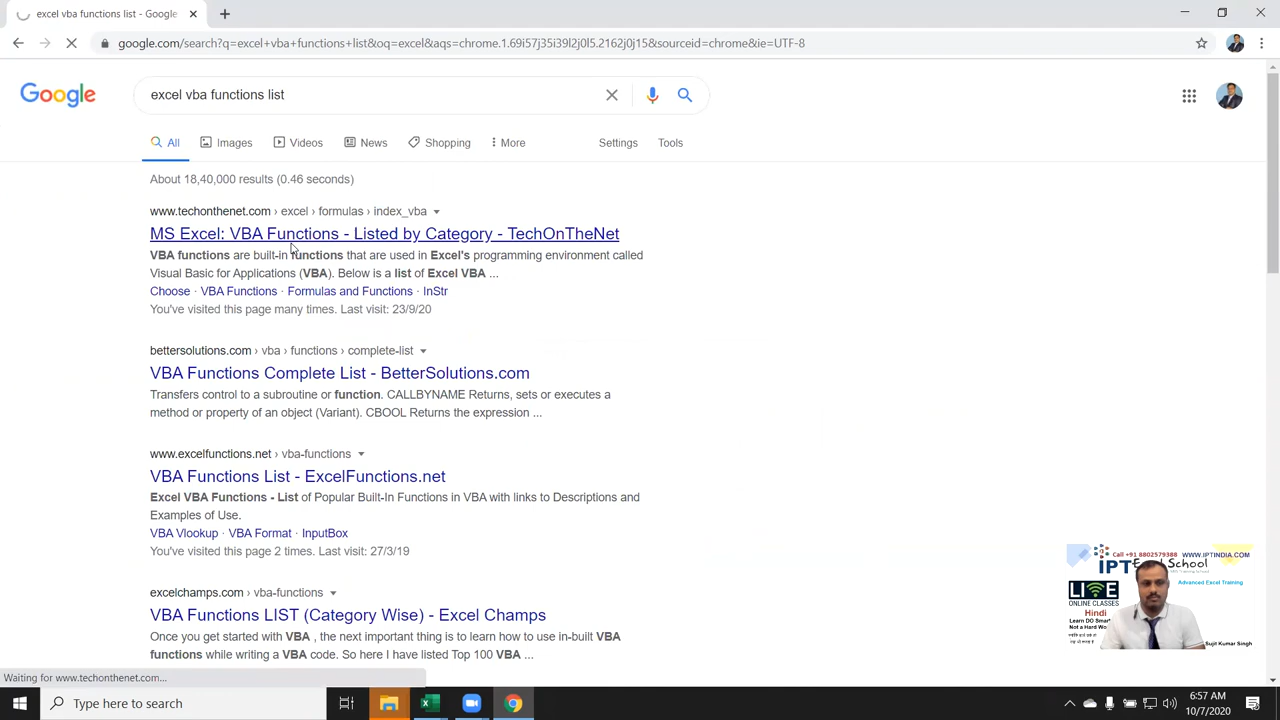 excel vba functions list - Google
google.com/search?q=excel+vba+functions+list&oq=excel&aqs=chrome.1.69i57j35i39l2j0l5.2162j0j15&sourceid=chrome&ie=UTF-8
Google
excel vba functions list
All Images Videos News Shopping More Settings Tools
About 18,40,000 results (0.46 seconds)
www.techonthenet.com › excel › formulas › index_vba
MS Excel: VBA Functions - Listed by Category - TechOnTheNet
VBA functions are built-in functions that are used in Excel's programming environment called
Visual Basic for Applications (VBA). Below is a list of Excel VBA ...
Choose · VBA Functions · Formulas and Functions · InStr
You've visited this page many times. Last visit: 23/9/20
bettersolutions.com › vba › functions › complete-list
VBA Functions Complete List - BetterSolutions.com
Transfers control to a subroutine or function. CALLBYNAME Returns, sets or executes a
method or property of an object (Variant). CBOOL Returns the expression ...
www.excelfunctions.net › vba-functions
VBA Functions List - ExcelFunctions.net
Excel VBA Functions - List of Popular Built-In Functions in VBA with links to Descriptions and
Examples of Use.
VBA Vlookup · VBA Format · InputBox
You've visited this page 2 times. Last visit: 27/3/19
excelchamps.com › vba-functions
VBA Functions LIST (Category Wise) - Excel Champs
Once you get started with VBA , the next important thing is to learn how to use in-built VBA
functions while writing a VBA code. So here I have listed Top 100 VBA ...
Call +91 8802579388 WWW.IPTINDIA.COM
IPT Excel School
Advanced Excel Training
LIVE
ONLINE CLASSES
Hindi
Learn DO Smar
Not a Hard Wo
Sujit Kumar Singh
Waiting for www.techonthenet.com...
Type here to search
6:57 AM
10/7/2020